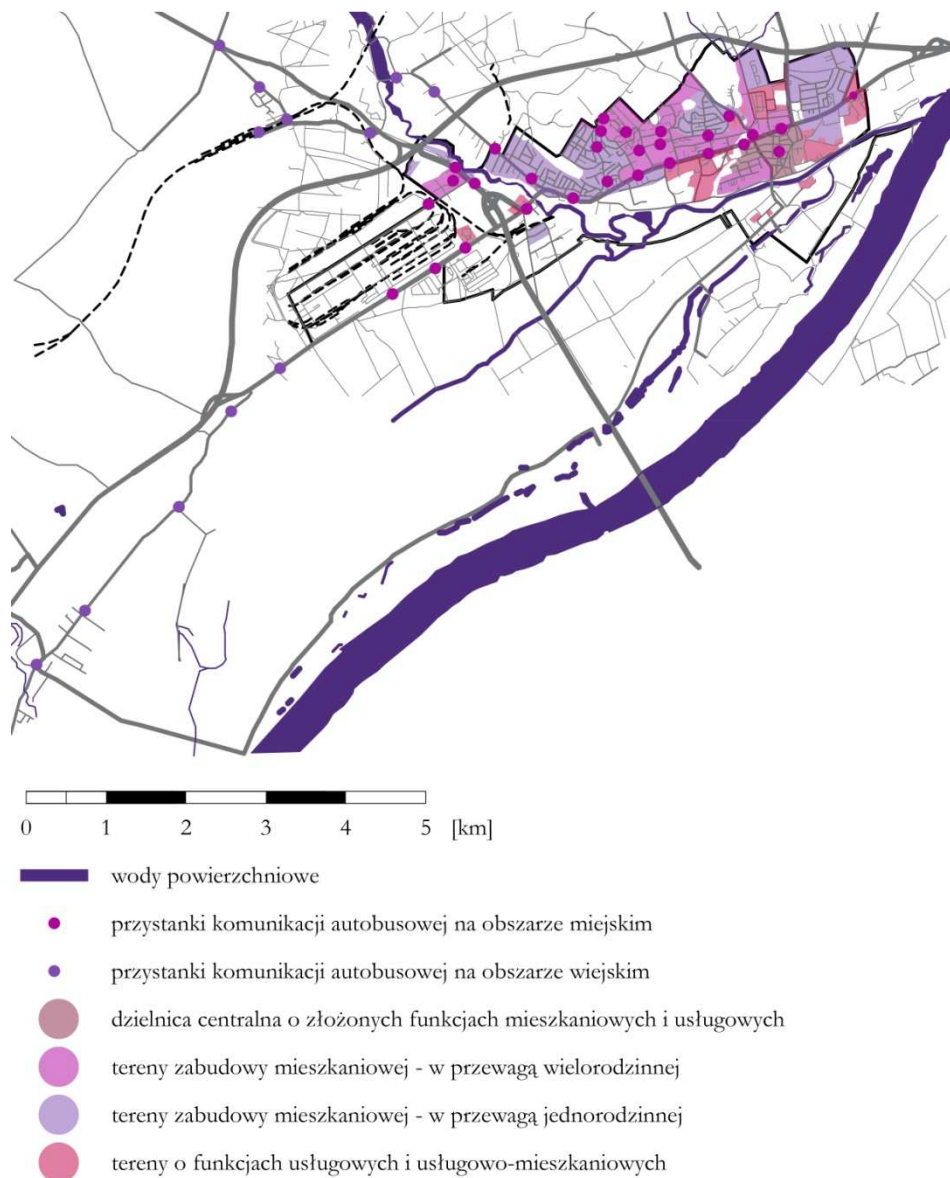 0 1 2 3 4 5 [km]
wody powierzchniowe
przystanki komunikacji autobusowej na obszarze miejskim
przystanki komunikacji autobusowej na obszarze wiejskim
dzielnica centralna o złożonych funkcjach mieszkaniowych i usługowych
tereny zabudowy mieszkaniowej - w przewagą wielorodzinnej
tereny zabudowy mieszkaniowej - w przewagą jednorodzinnej
tereny o funkcjach usługowych i usługowo-mieszkaniowych